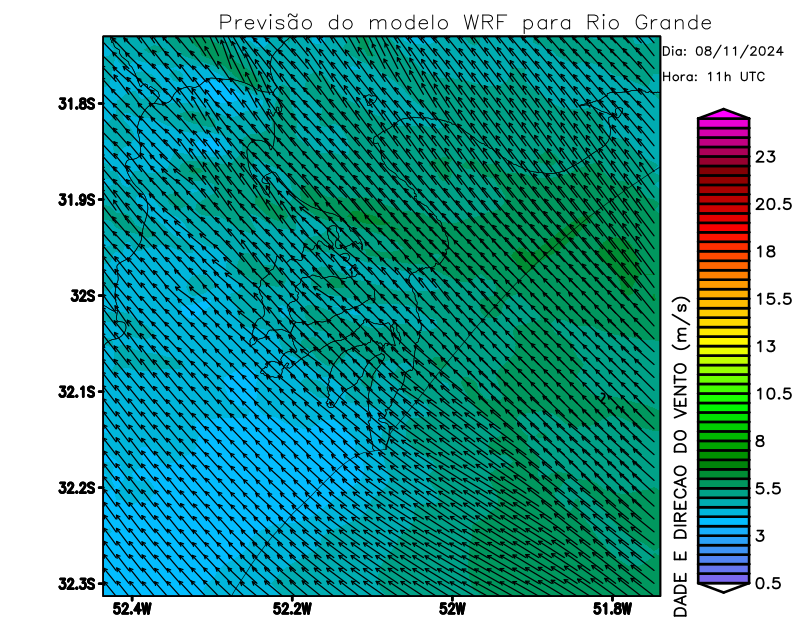 Previsão do modelo WRF para Rio Grande
Dia: 08/11/2024
Hora: 11h UTC
31.8S
31.9S
32S
32.1S
32.2S
32.3S
52.4W
52.2W
52W
51.8W
23
20.5
18
15.5
13
10.5
8
5.5
3
0.5
DADE E DIRECAO DO VENTO (m/s)